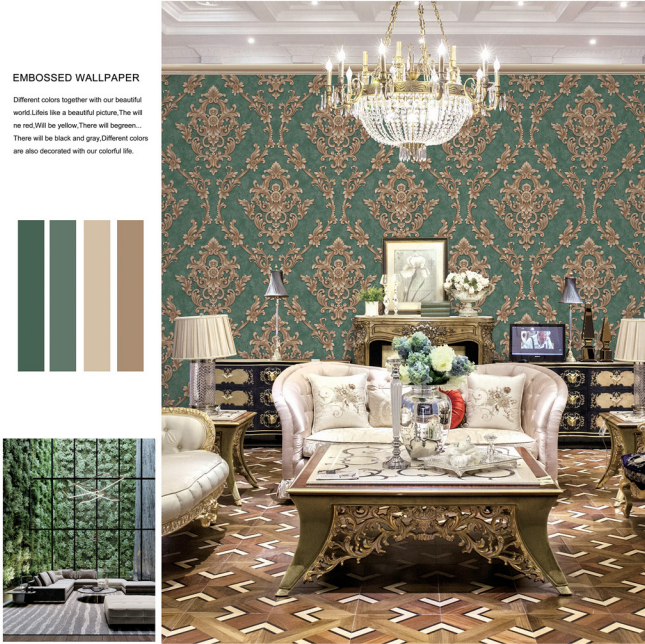 EMBOSSED WALLPAPER
Different colors together with our beautiful
world.Lifeis like a beautiful picture,The will
ne red,Will be yellow,There will begreen...
There will be black and gray,Different colors
are also decorated with our colorful life.